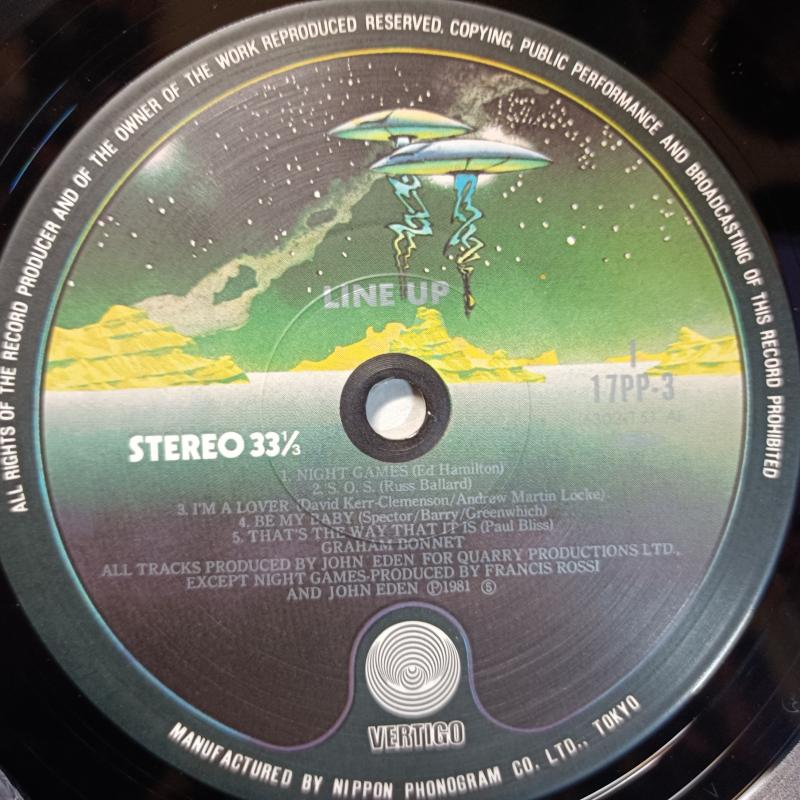 ALL RIGHTS OF THE RECORD PRODUCER AND OF THE OWNER OF THE WORK REPRODUCED RESERVED. COPYING, PUBLIC PERFORMANCE AND BROADCASTING OF THIS RECORD PROHIBITED
LINE UP
1
17PP-3
STEREO 33⅓
1. NIGHT GAMES (Ed Hamilton)
2. S. O. S. (Russ Ballard)
3. I'M A LOVER (David Kerr-Clemenson/Andrew Martin Locke)
4. BE MY BABY (Spector/Barry/Greenwhich)
5. THAT'S THE WAY THAT IT IS (Paul Bliss)
GRAHAM BONNET
ALL TRACKS PRODUCED BY JOHN EDEN FOR QUARRY PRODUCTIONS LTD.,
EXCEPT NIGHT GAMES-PRODUCED BY FRANCIS ROSSI
AND JOHN EDEN Ⓟ1981 Ⓢ
VERTIGO
MANUFACTURED BY NIPPON PHONOGRAM CO. LTD., TOKYO